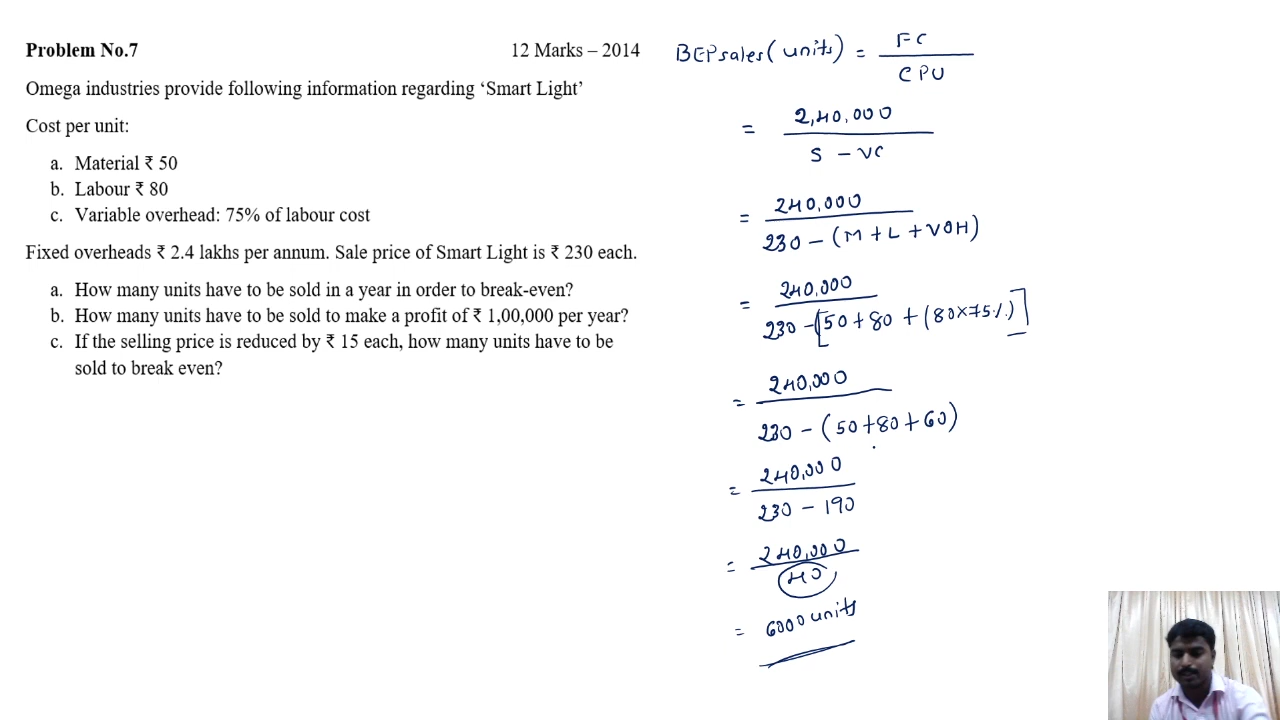 Problem No.7 12 Marks – 2014
Omega industries provide following information regarding ‘Smart Light’
Cost per unit:
a. Material ₹ 50
b. Labour ₹ 80
c. Variable overhead: 75% of labour cost
Fixed overheads ₹ 2.4 lakhs per annum. Sale price of Smart Light is ₹ 230 each.
a. How many units have to be sold in a year in order to break-even?
b. How many units have to be sold to make a profit of ₹ 1,00,000 per year?
c. If the selling price is reduced by ₹ 15 each, how many units have to be
sold to break even?
BEP sales (units) = FC
CPU
= 2,40,000
S - VC
= 240,000
230 - (M + L + VOH)
= 240,000
230 - [50 + 80 + (80 × 75%)]
= 240,000
230 - (50+80+60)
= 240,000
230 - 190
= 240,000
40
= 6000 units